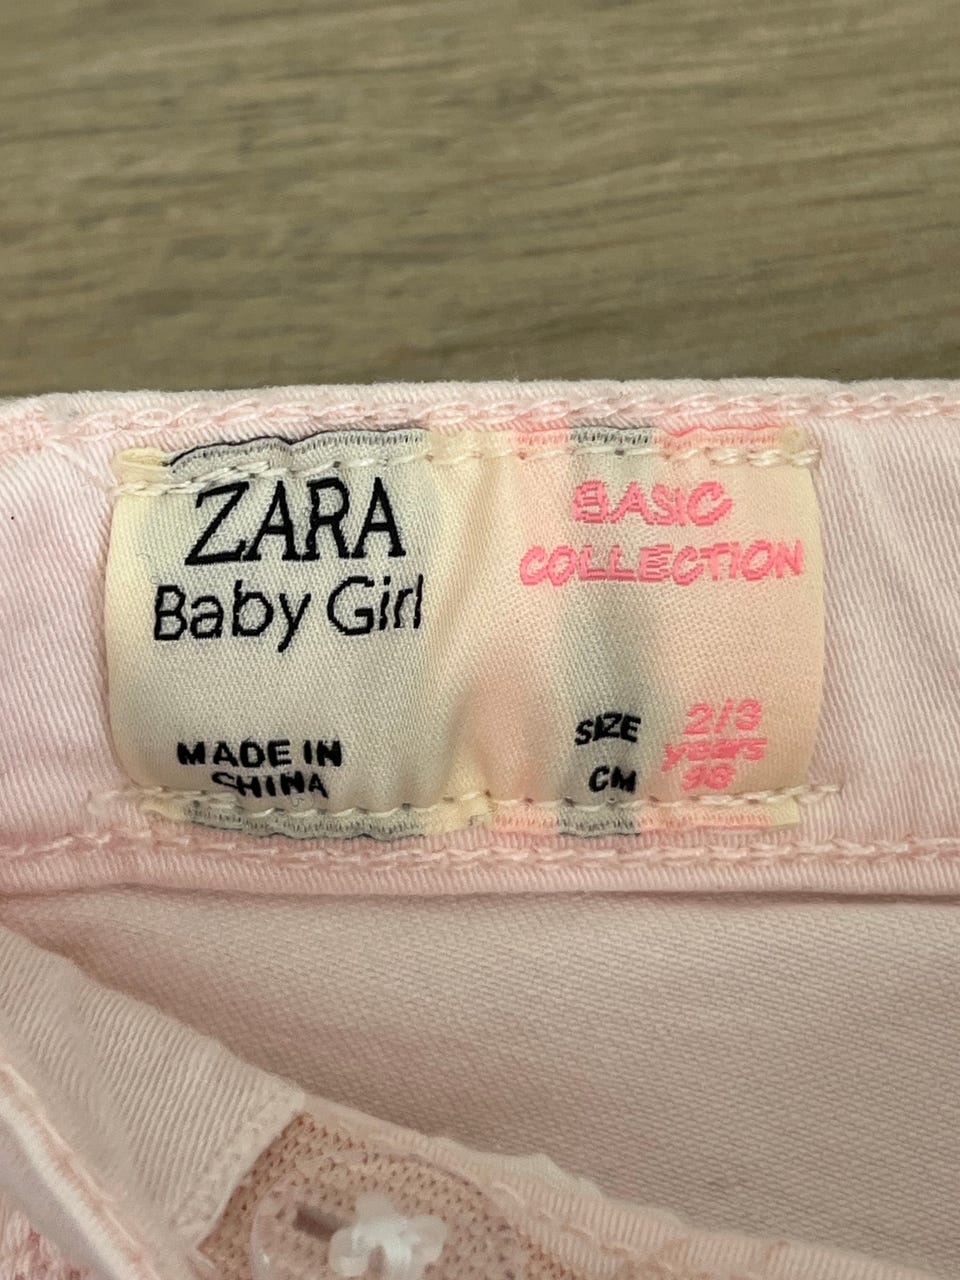 ZARA
Baby Girl
MADE IN
CHINA
BASIC
COLLECTION
SIZE 2/3
years
CM 98